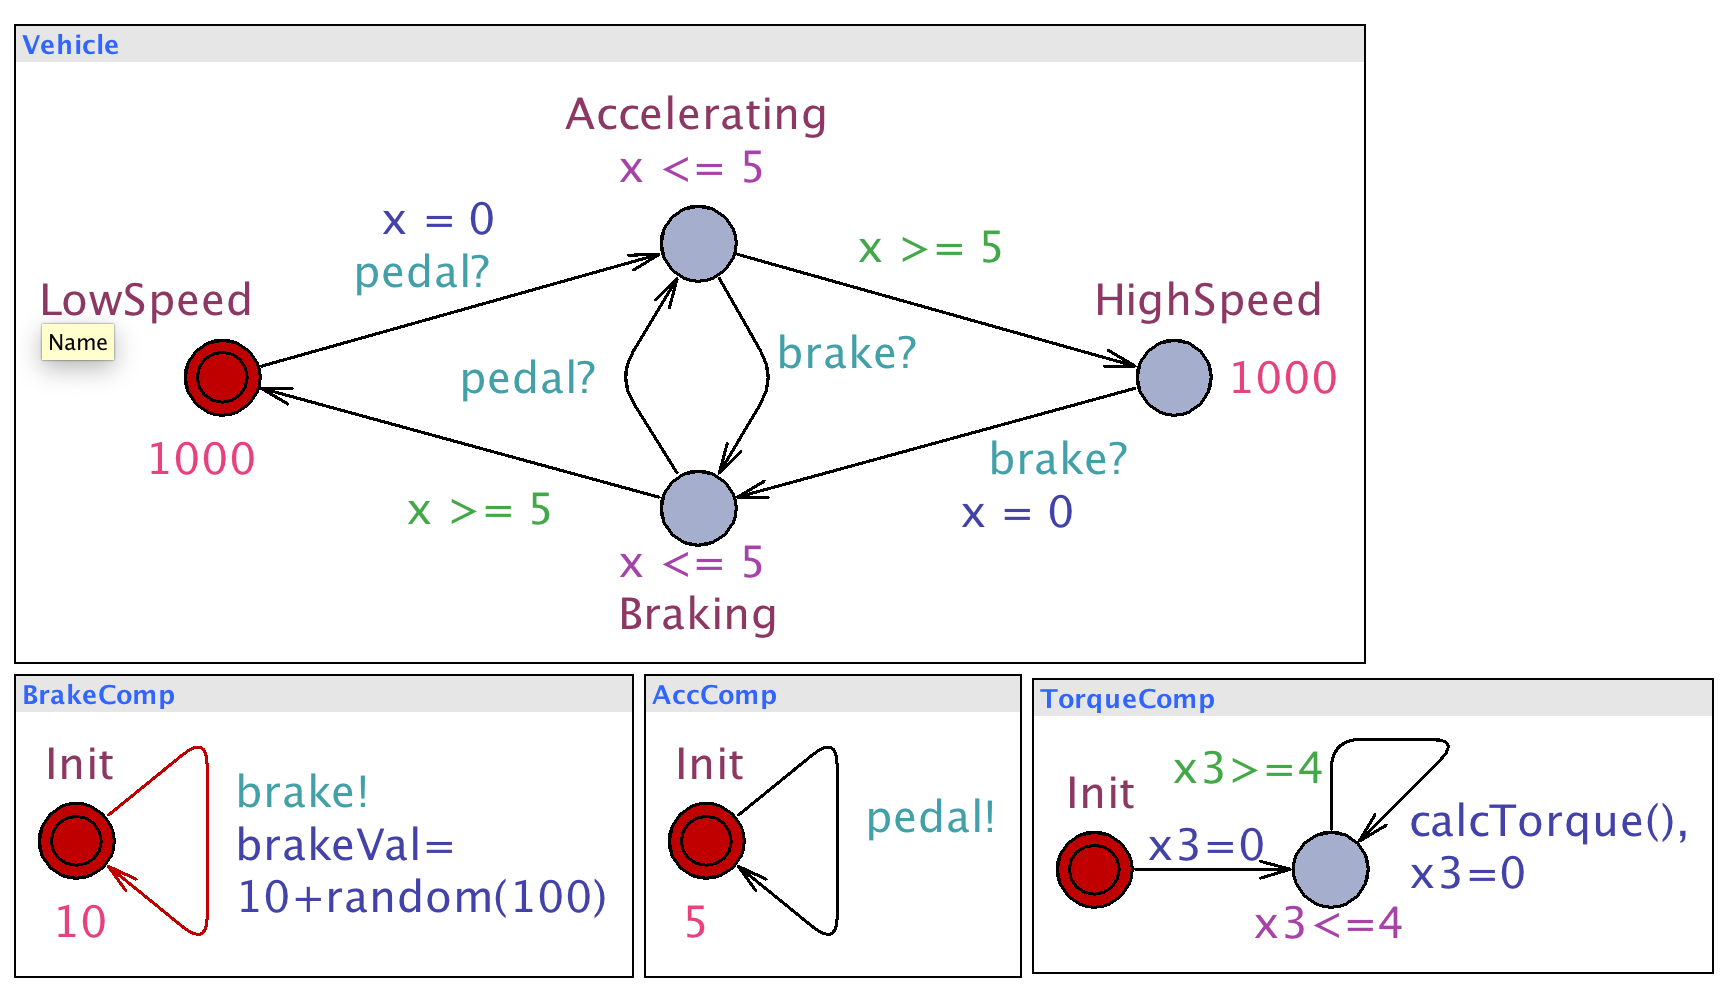 Vehicle
Accelerating
x <= 5
x = 0
pedal?
x >= 5
LowSpeed
Name
HighSpeed
pedal?
brake?
1000
1000
brake?
x >= 5
x = 0
x <= 5
Braking
BrakeComp
Init
brake!
brakeVal=
10+random(100)
10
AccComp
Init
pedal!
5
TorqueComp
x3>=4
Init
x3=0
calcTorque(),
x3=0
x3<=4